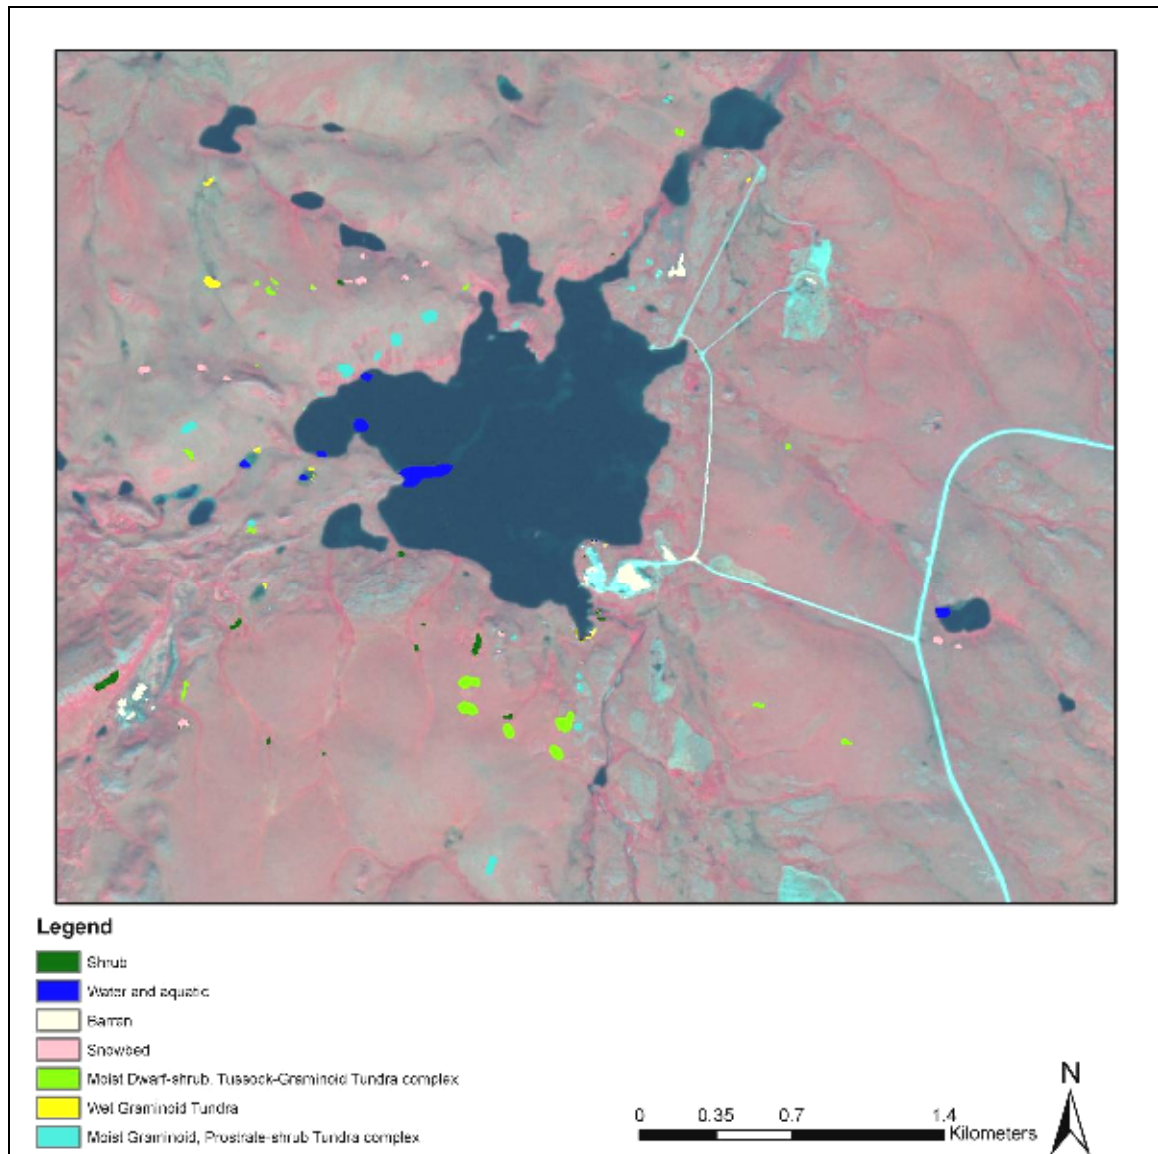 Legend
Shrub
Water and aquatic
Barran
Snowbed
Moist Dwarf-shrub, Tussock-Graminoid Tundra complex
Wet Graminoid Tundra
Moist Graminoid, Prostrate-shrub Tundra complex
N
0 0.35 0.7 1.4
Kilometers